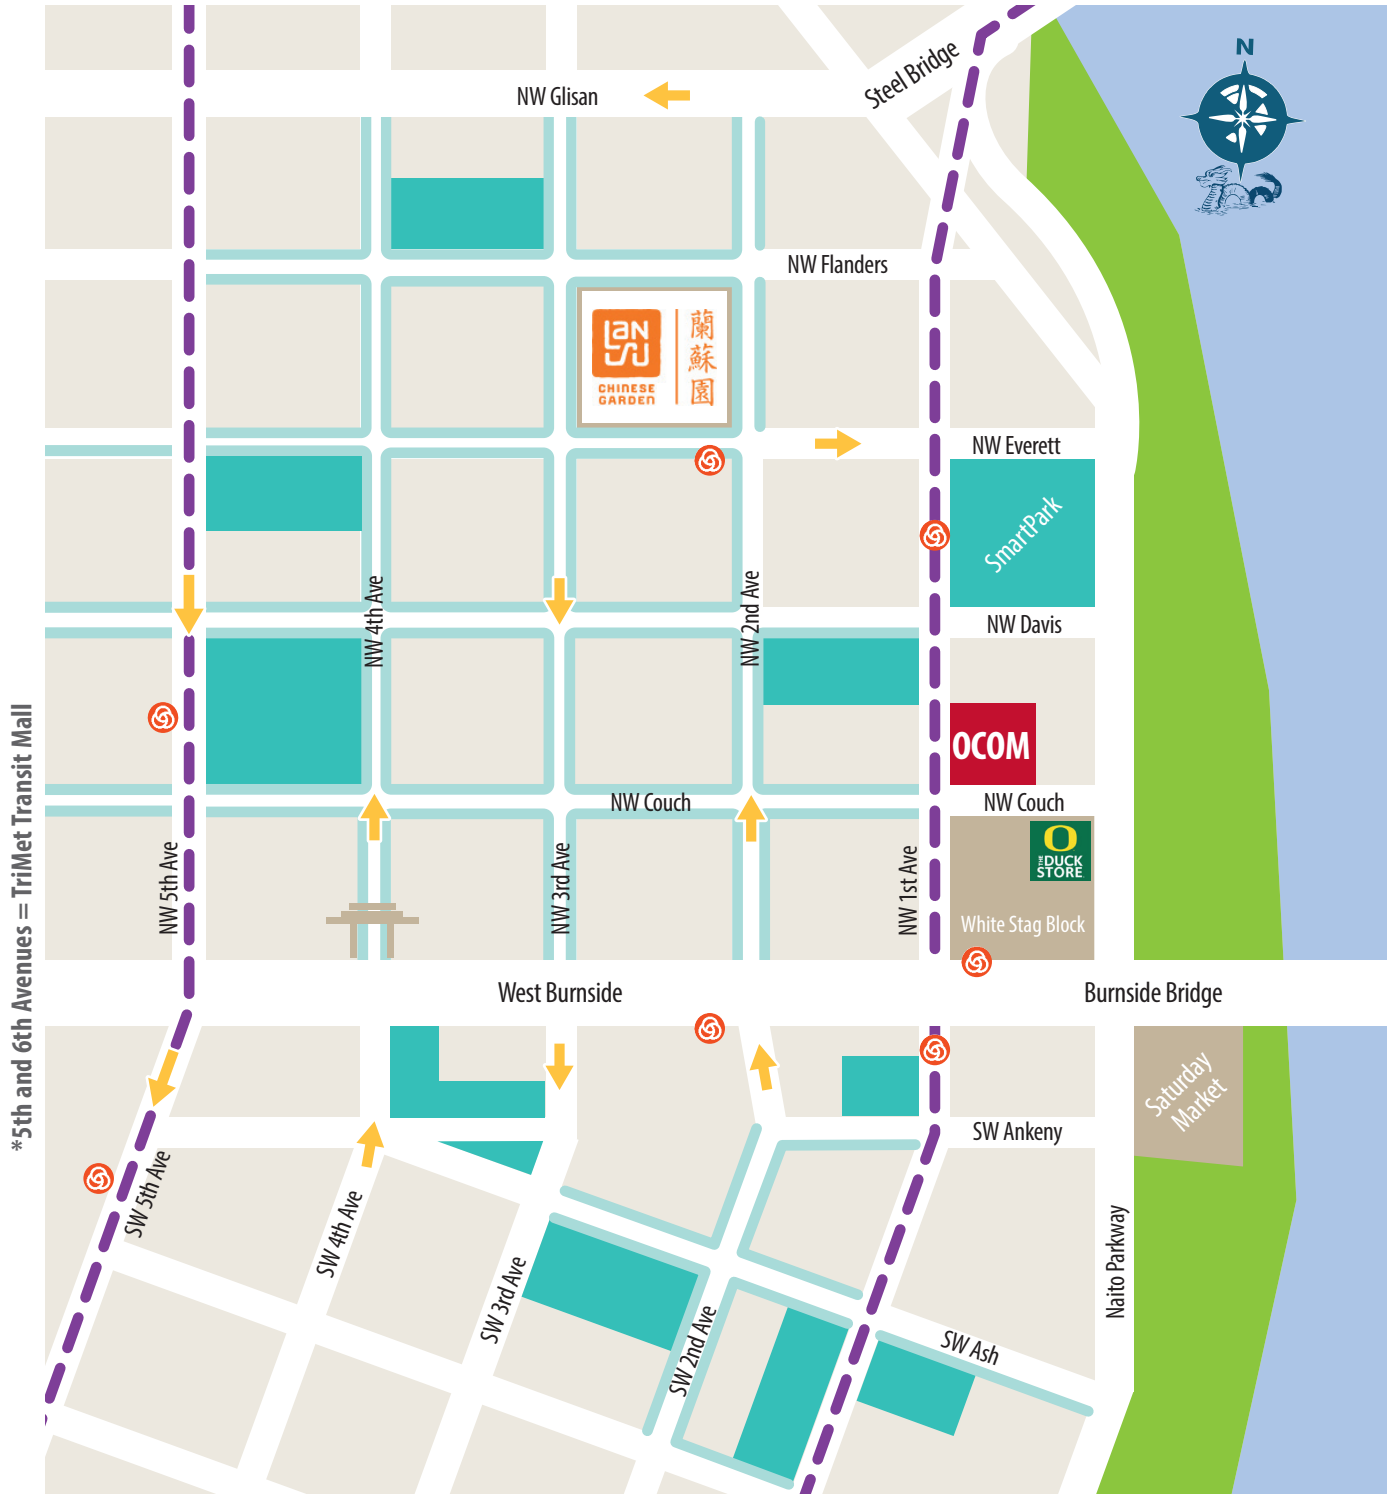 N
Steel Bridge
NW Glisan
NW Flanders
LAN
SU
CHINESE
GARDEN
蘭
蘇
園
NW Everett
SmartPark
NW 4th Ave
NW 2nd Ave
NW Davis
*5th and 6th Avenues = TriMet Transit Mall
OCOM
NW Couch
NW Couch
NW 5th Ave
NW 3rd Ave
NW 1st Ave
O
THE DUCK
STORE
White Stag Block
West Burnside
Burnside Bridge
Saturday
Market
SW Ankeny
SW 5th Ave
SW 4th Ave
SW 3rd Ave
SW 2nd Ave
SW Ash
Naito Parkway